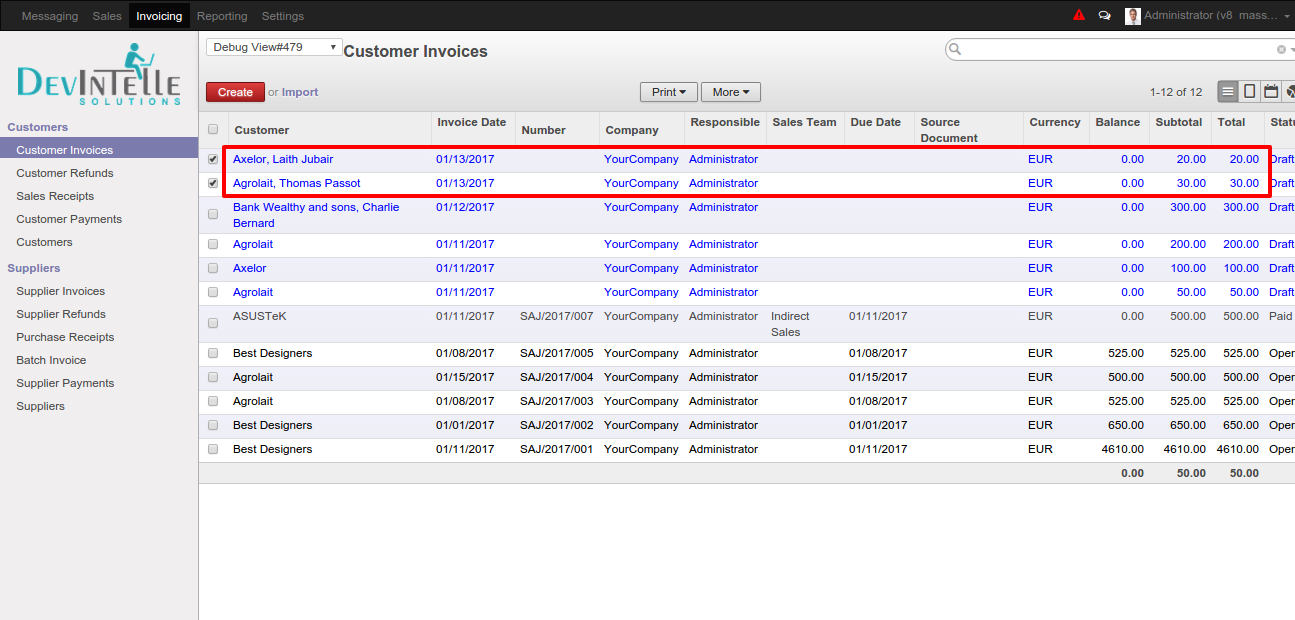 Messaging Sales Invoicing Reporting Settings Administrator (v8 mass...
DEVINTELLE
SOLUTIONS
Customers
Customer Invoices
Customer Refunds
Sales Receipts
Customer Payments
Customers
Suppliers
Supplier Invoices
Supplier Refunds
Purchase Receipts
Batch Invoice
Supplier Payments
Suppliers
Debug View#479 Customer Invoices
Create or Import Print More 1-12 of 12
Customer Invoice Date Number Company Responsible Sales Team Due Date Source Document Currency Balance Subtotal Total Statu
Axelor, Laith Jubair 01/13/2017 YourCompany Administrator EUR 0.00 20.00 20.00 Draft
Agrolait, Thomas Passot 01/13/2017 YourCompany Administrator EUR 0.00 30.00 30.00 Draft
Bank Wealthy and sons, Charlie 01/12/2017 YourCompany Administrator EUR 0.00 300.00 300.00 Draft
Bernard
Agrolait 01/11/2017 YourCompany Administrator EUR 0.00 200.00 200.00 Draft
Axelor 01/11/2017 YourCompany Administrator EUR 0.00 100.00 100.00 Draft
Agrolait 01/11/2017 YourCompany Administrator EUR 0.00 50.00 50.00 Draft
ASUSTeK 01/11/2017 SAJ/2017/007 YourCompany Administrator Indirect 01/11/2017 EUR 0.00 500.00 500.00 Paid
Sales
Best Designers 01/08/2017 SAJ/2017/005 YourCompany Administrator 01/08/2017 EUR 525.00 525.00 525.00 Open
Agrolait 01/15/2017 SAJ/2017/004 YourCompany Administrator 01/15/2017 EUR 500.00 500.00 500.00 Open
Agrolait 01/08/2017 SAJ/2017/003 YourCompany Administrator 01/08/2017 EUR 525.00 525.00 525.00 Open
Best Designers 01/01/2017 SAJ/2017/002 YourCompany Administrator 01/01/2017 EUR 650.00 650.00 650.00 Open
Best Designers 01/11/2017 SAJ/2017/001 YourCompany Administrator 01/11/2017 EUR 4610.00 4610.00 4610.00 Open
0.00 50.00 50.00